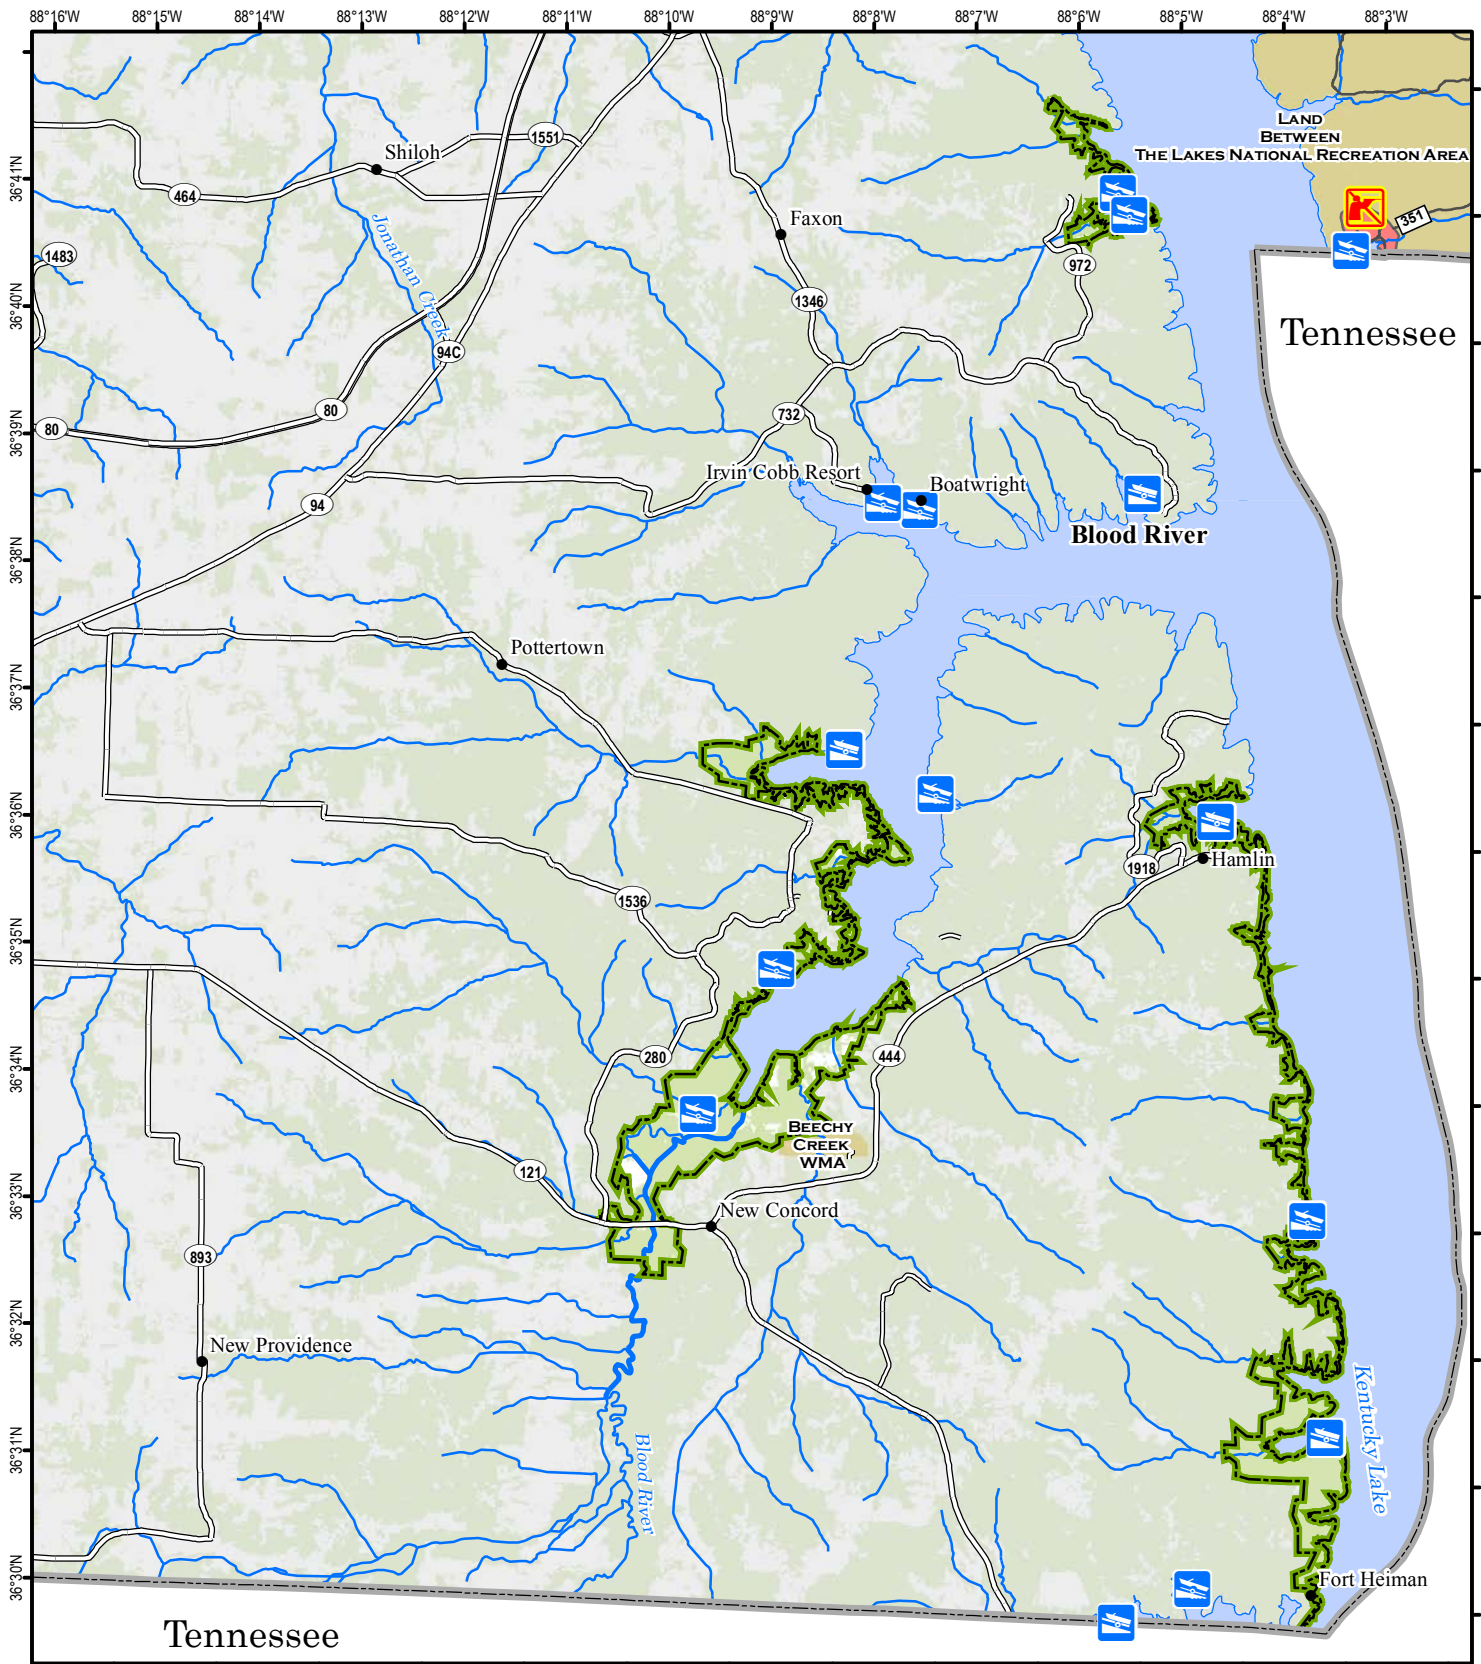 88°16'W 88°15'W 88°14'W 88°13'W 88°12'W 88°11'W 88°10'W 88°9'W 88°8'W 88°7'W 88°6'W 88°5'W 88°4'W 88°3'W
LAND
BETWEEN
THE LAKES NATIONAL RECREATION AREA
1551
Shiloh
36°41'N
464
351
Faxon
Jonathan Creek
1483
972
36°40'N
1346
Tennessee
94C
80
732
80
36°39'N
Irvin Cobb Resort
Boatwright
94
Blood River
36°38'N
Pottertown
36°37'N
36°36'N
Hamlin
1918
1536
36°35'N
280
444
36°34'N
BEECHY
CREEK
WMA
121
36°33'N
New Concord
893
36°32'N
New Providence
Kentucky Lake
36°31'N
Blood River
36°30'N
Fort Heiman
Tennessee